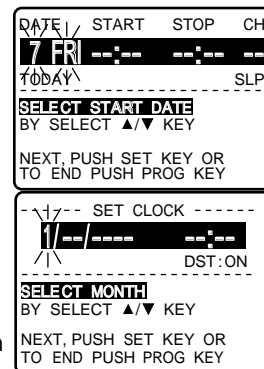 DATE START STOP CH
7 FRI --:-- --:-- --
TODAY SLP
SELECT START DATE
BY SELECT ▲/▼ KEY
NEXT, PUSH SET KEY OR
TO END PUSH PROG KEY
------ SET CLOCK ------
1/--/---- --:--
DST:ON
SELECT MONTH
BY SELECT ▲/▼ KEY
NEXT, PUSH SET KEY OR
TO END PUSH PROG KEY